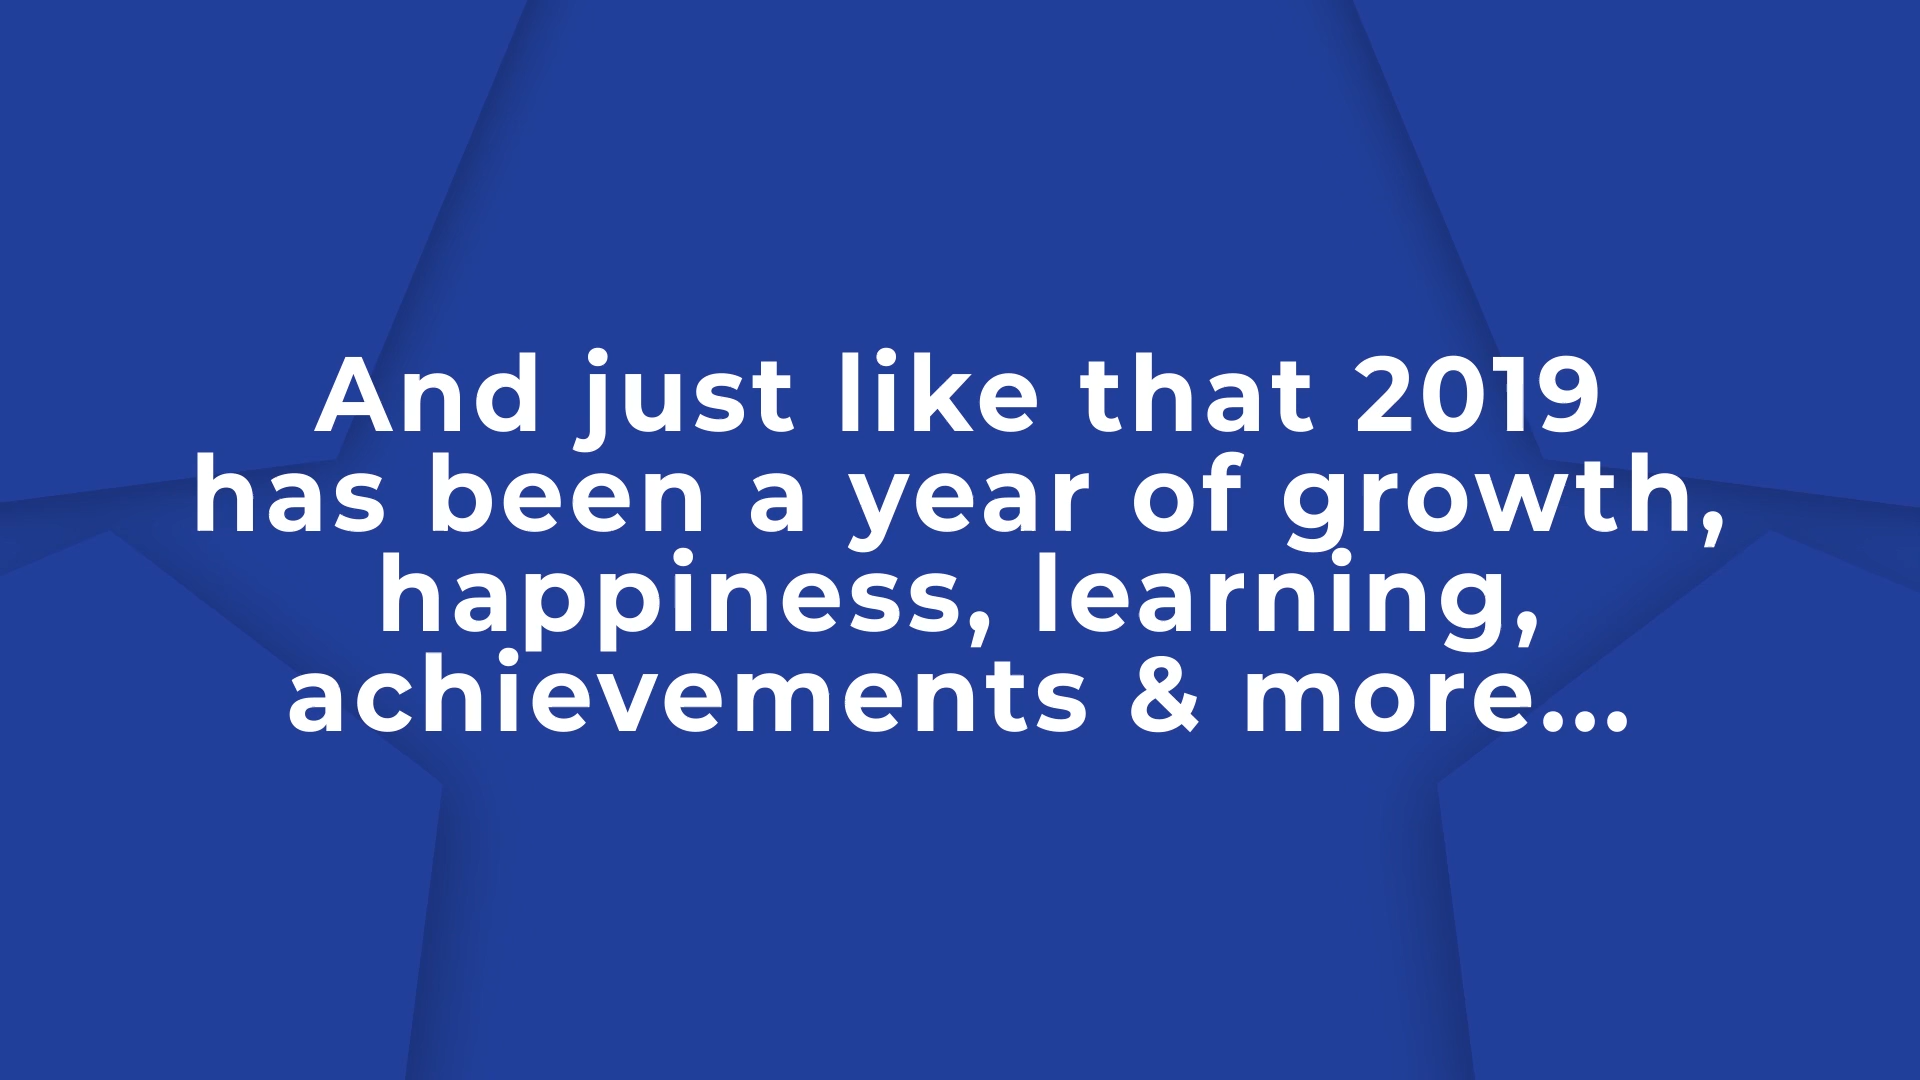 And just like that 2019
has been a year of growth,
happiness, learning,
achievements & more...